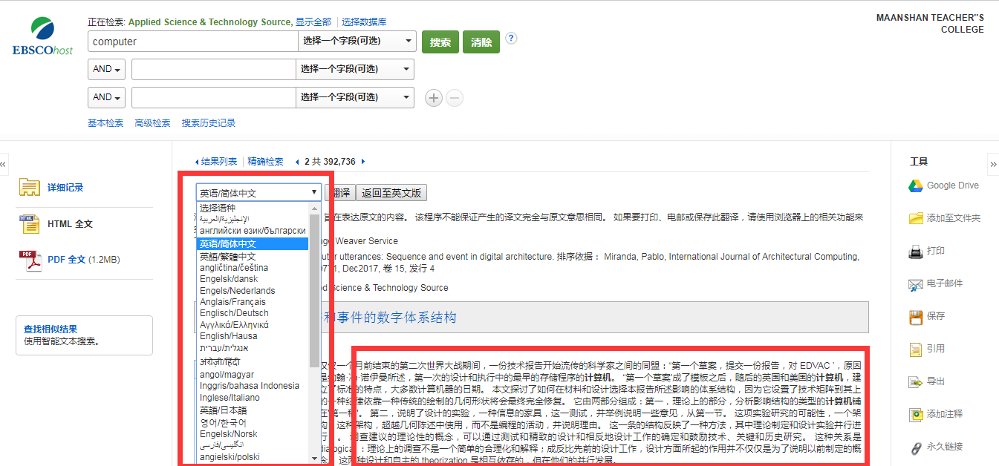 正在检索: Applied Science & Technology Source, 显示全部 选择数据库
MAANSHAN TEACHER"S
COLLEGE
EBSCOhost
computer 选择一个字段(可选) 搜索 清除 ?
AND 选择一个字段(可选)
AND 选择一个字段(可选)
基本检索 高级检索 搜索历史记录
结果列表 精确检索 2 共 392,736
详细记录
HTML 全文
PDF 全文 (1.2MB)
查找相似结果
使用智能文本搜索。
英语/简体中文 翻译 返回至英文版
选择语种
الإنجليزية/العربية
английски език/български
英语/简体中文
英語/繁體中文
angličtina/čeština
Engelsk/dansk
Engels/Nederlands
Anglais/Français
Englisch/Deutsch
Αγγλικά/Ελληνικά
English/Hausa
אנגלית/עברית
अंग्रेज़ी/हिंदी
angol/magyar
Inggris/bahasa Indonesia
Inglese/Italiano
英語/日本語
영어/한국어
Engelsk/Norsk
انگلیسی/فارسی
angielski/polski
旨在表达原文的内容。 该程序不能保证产生的译文完全与原文意思相同。 如果要打印、电邮或保存此翻译，请使用浏览器上的相关功能来
Weaver Service
utterances: Sequence and event in digital architecture. 排序依据： Miranda, Pablo, International Journal of Architectural Computing,
Dec2017, 卷 15, 发行 4
Science & Technology Source
和事件的数字体系结构
仅仅一个月前结束的第二次世界大战期间，一份技术报告开始流传的科学家之间的同盟：“第一个草案，提交一份报告，对 EDVAC '，原因
诺伊曼所述，第一次的设计和执行中的最早的存储程序的计算机。 “第一个草案'成了模板之后，随后的英国和美国的计算机，建
立了标准的特点，大多数计算机器的日期。 本文探讨了如何在材料和设计选择本报告所述影响的体系结构，因为它设置了技术矩阵到其上
的一种纪律依靠一种传统的绘制的几何形状将会最终完全修复。 它由两部分组成：第一，理论上的部分，分析影响结构的类型的计算机铺
在'第一稿'。 第二，说明了设计的实验，一种信息的家具，这一测试，并举例说明一些意见，从第一节。 这项实验研究的可能性，一个架
构，这种架构，超越几何陈述中使用，而不是编程的活动，并说明理由。 这一条的结构反映了一种方法，其中理论制定和设计实验并行进
行。 调查建议的理论性的概念，可以通过测试和精致的设计和相反地设计工作的确定和鼓励技术、关键和历史研究。 这种关系是
dialogical ；理论上的调查不是一个简单的合理化和解释；成反比先前的设计工作，设计方面所起的作用并不仅仅是为了说明以前制定的概
念。 这两种设计和自主的 theorization 是相互依存的，但在他们的并行发展。
工具
Google Drive
添加至文件夹
打印
电子邮件
保存
引用
导出
添加注释
永久链接